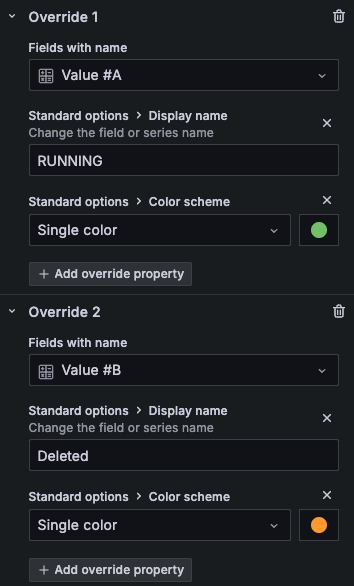 Override 1
Fields with name
Value #A
Standard options > Display name
Change the field or series name
RUNNING
Standard options > Color scheme
Single color
+ Add override property
Override 2
Fields with name
Value #B
Standard options > Display name
Change the field or series name
Deleted
Standard options > Color scheme
Single color
+ Add override property